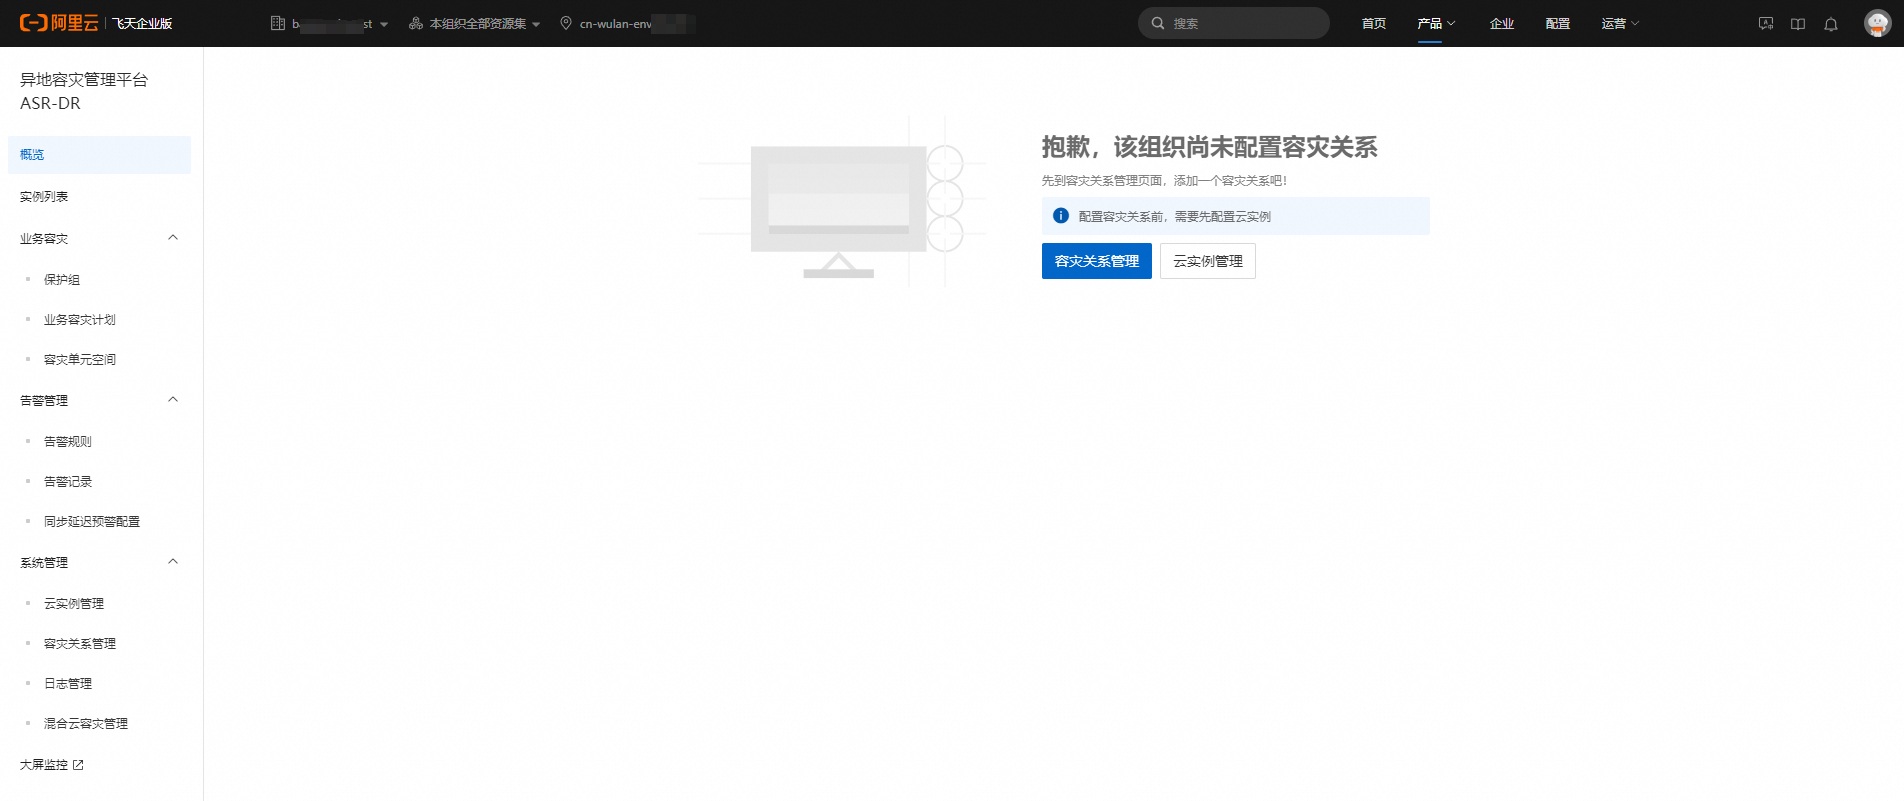 阿里云 飞天企业版
本组织全部资源集
cn-wulan-env
搜索
首页
产品
企业
配置
运营
异地容灾管理平台
ASR-DR
概览
实例列表
业务容灾
保护组
业务容灾计划
容灾单元空间
告警管理
告警规则
告警记录
同步延迟预警配置
系统管理
云实例管理
容灾关系管理
日志管理
混合云容灾管理
大屏监控
抱歉，该组织尚未配置容灾关系
先到容灾关系管理页面，添加一个容灾关系吧！
配置容灾关系前，需要先配置云实例
容灾关系管理
云实例管理